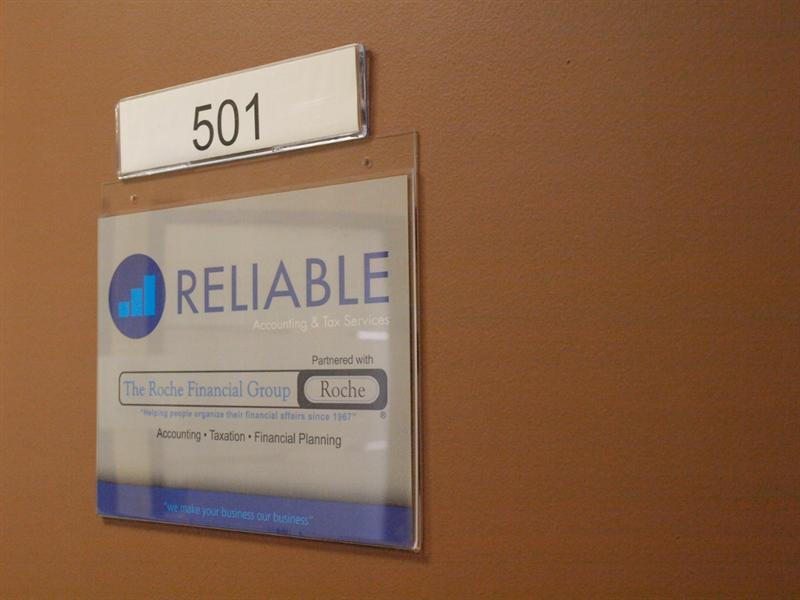 501
RELIABLE
Accounting & Tax Services
Partnered with
The Roche Financial Group Roche
"Helping people organize their financial affairs since 1967" ®
Accounting • Taxation • Financial Planning
"we make your business our business"